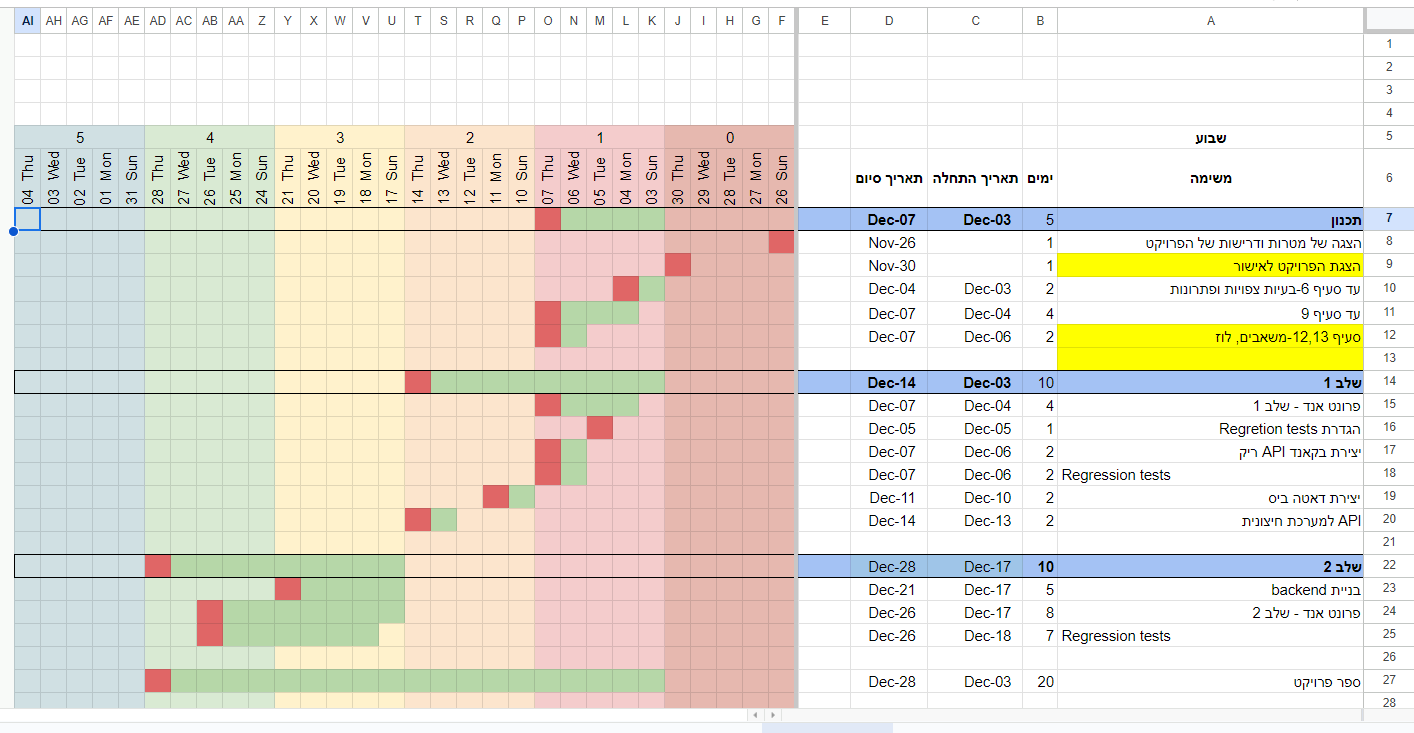 A B C D E F G H I J K L M N O P Q R S T U V W X Y Z AA AB AC AD AE AF AG AH AI
1
2
3
4
5 שבוע 0 1 2 3 4 5
6 משימה ימים תאריך התחלה תאריך סיום 26 Sun 27 Mon 28 Tue 29 Wed 30 Thu 03 Sun 04 Mon 05 Tue 06 Wed 07 Thu 10 Sun 11 Mon 12 Tue 13 Wed 14 Thu 17 Sun 18 Mon 19 Tue 20 Wed 21 Thu 24 Sun 25 Mon 26 Tue 27 Wed 28 Thu 31 Sun 01 Mon 02 Tue 03 Wed 04 Thu
7 תכנון 5 Dec-03 Dec-07
8 הצגה של מטרות ודרישות של הפרויקט 1 Nov-26
9 הצגת הפרויקט לאישור 1 Nov-30
10 עד סעיף 6-בעיות צפויות ופתרונות 2 Dec-03 Dec-04
11 עד סעיף 9 4 Dec-04 Dec-07
12 סעיף 12,13-משאבים, לוז 2 Dec-06 Dec-07
13
14 שלב 1 10 Dec-03 Dec-14
15 פרונט אנד - שלב 1 4 Dec-04 Dec-07
16 הגדרת Regretion tests 1 Dec-05 Dec-05
17 יצירת בקאנד API ריק 2 Dec-06 Dec-07
18 Regression tests 2 Dec-06 Dec-07
19 יצירת דאטה ביס 2 Dec-10 Dec-11
20 API למערכת חיצונית 2 Dec-13 Dec-14
21
22 שלב 2 10 Dec-17 Dec-28
23 בניית backend 5 Dec-17 Dec-21
24 פרונט אנד - שלב 2 8 Dec-17 Dec-26
25 Regression tests 7 Dec-18 Dec-26
26
27 ספר פרויקט 20 Dec-03 Dec-28
28